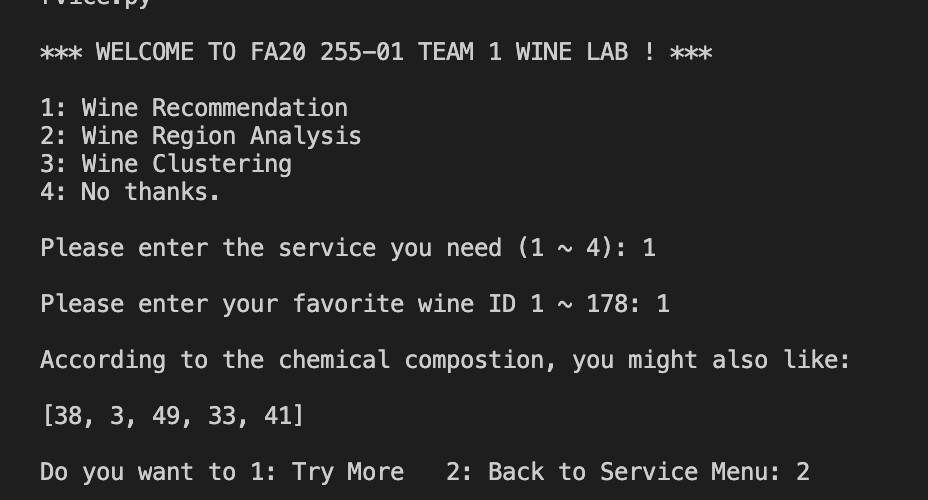 rvice.py
*** WELCOME TO FA20 255-01 TEAM 1 WINE LAB ! ***
1: Wine Recommendation
2: Wine Region Analysis
3: Wine Clustering
4: No thanks.
Please enter the service you need (1 ~ 4): 1
Please enter your favorite wine ID 1 ~ 178: 1
According to the chemical compostion, you might also like:
[38, 3, 49, 33, 41]
Do you want to 1: Try More   2: Back to Service Menu: 2